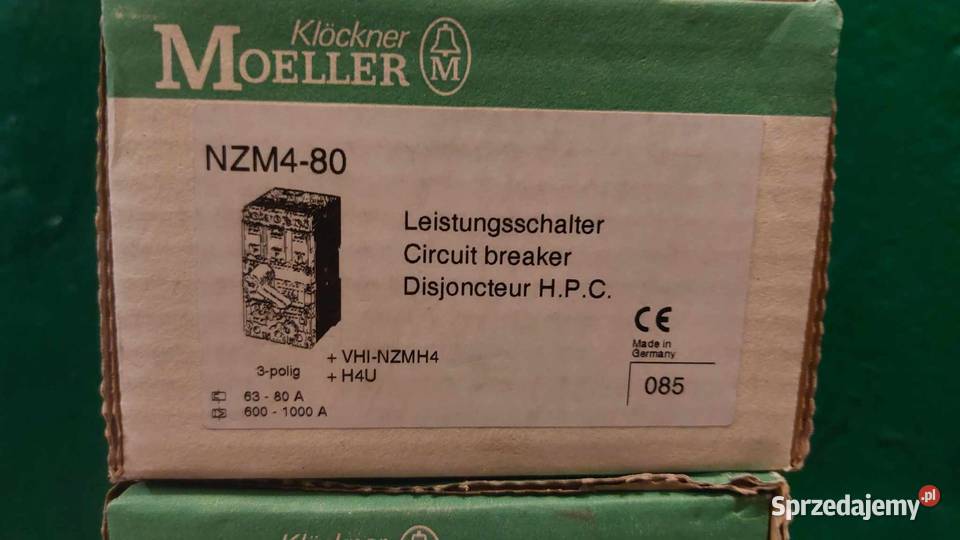 Klöckner
MOELLER
M
NZM4-80
Leistungsschalter
Circuit breaker
Disjoncteur H.P.C.
CE
Made in
Germany
085
+ VHI-NZMH4
3-polig + H4U
63 - 80 A
600 - 1000 A
Klöckner
Sprzedajemy.pl